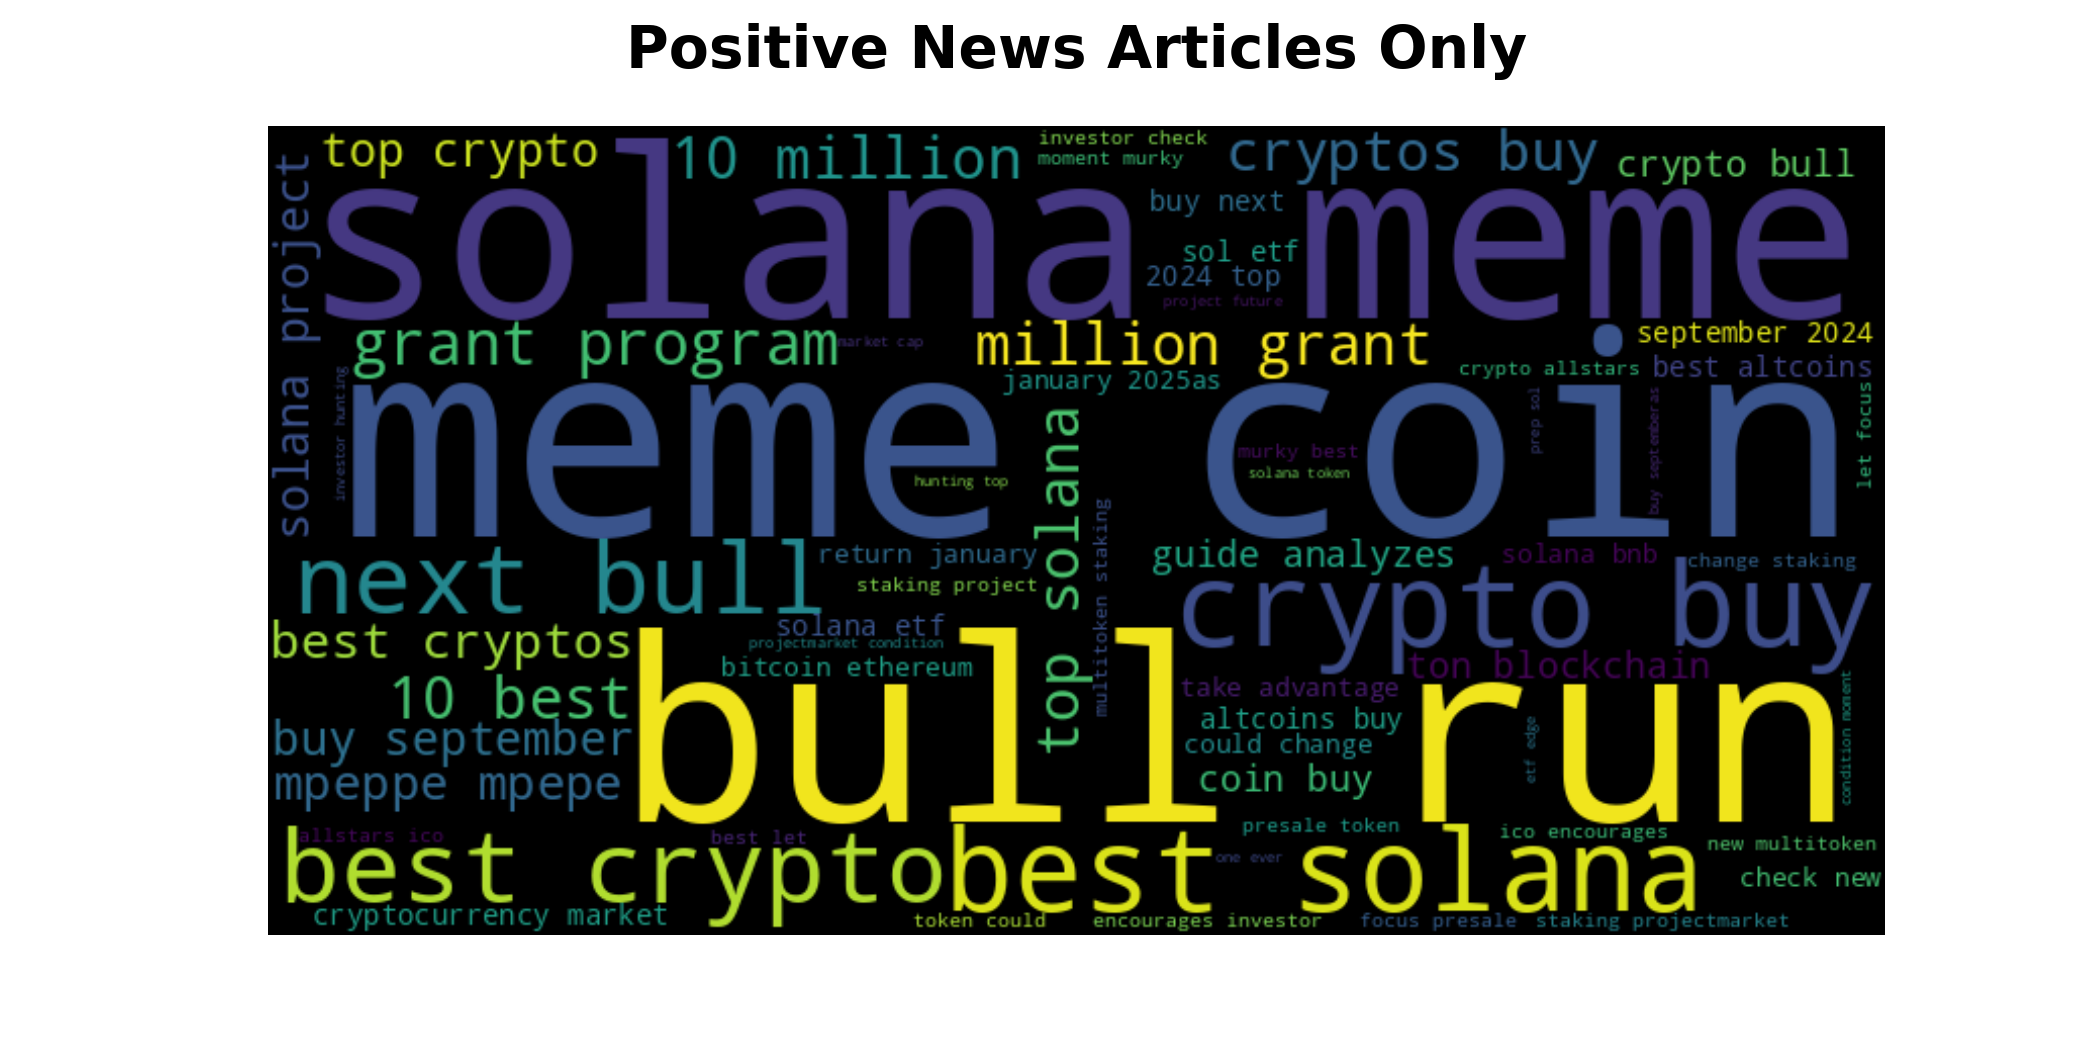 Positive News Articles Only
top crypto
10 million
investor check
moment murky
cryptos buy
crypto bull
solana project
solana meme
buy next
sol etf
2024 top
project future
grant program
market cap
million grant
september 2024
january 2025as
crypto allstars
best altcoins
investor hunting
meme coin
prep sol
buy septemberas
let focus
murky best
solana token
hunting top
top solana
multitoken staking
next bull
return january
staking project
guide analyzes
solana bnb
change staking
crypto buy
best cryptos
solana etf
projectmarket condition
bitcoin ethereum
ton blockchain
10 best
take advantage
bull run
altcoins buy
could change
coin buy
etf edge
condition moment
buy september
mpeppe mpepe
allstars ico
best let
presale token
ico encourages
new multitoken
one ever
best crypto
best solana
check new
cryptocurrency market
token could
encourages investor
focus presale
staking projectmarket